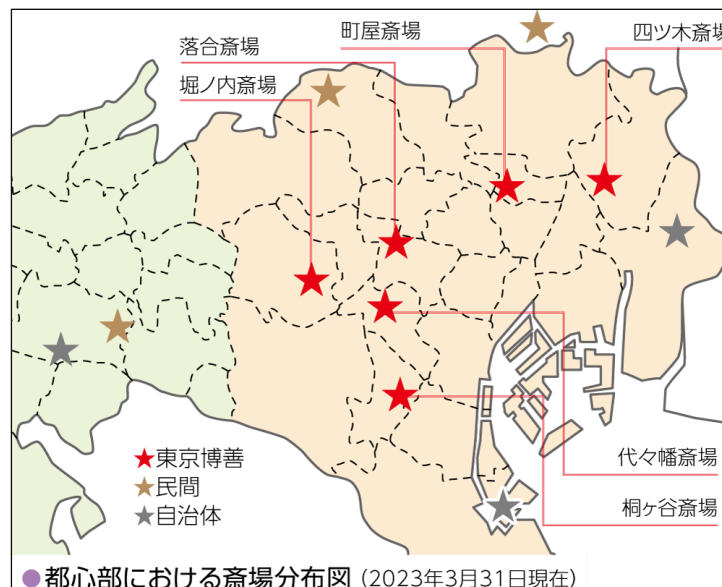 落合斎場
町屋斎場
四ツ木斎場
堀ノ内斎場
★東京博善
★民間
★自治体
代々幡斎場
桐ヶ谷斎場
●都心部における斎場分布図 (2023年3月31日現在)